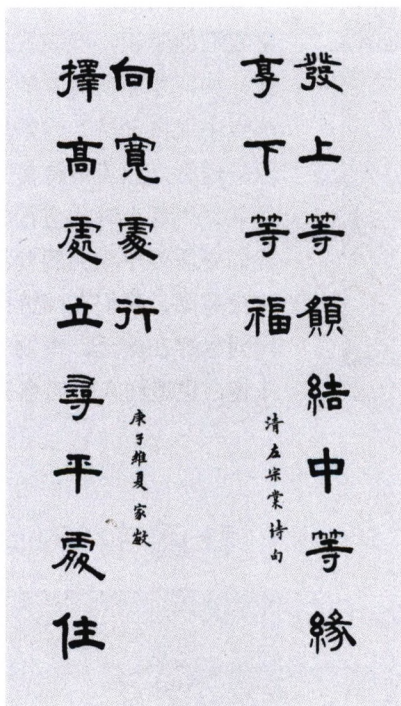 發上等願結中等緣
享下等福
清左宗棠詩句
擇高處立尋平處住
向寬處行
庚子維夏 家